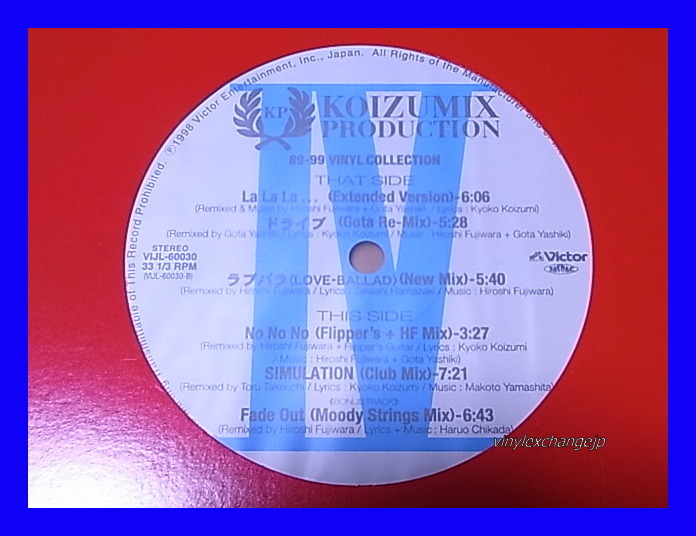 ℗1998 Victor Entertainment, Inc., Japan. All Rights of the Manufacturer and of
of This Record Prohibited.
IV
KP
KOIZUMIX
PRODUCTION
89-99 VINYL COLLECTION
THAT SIDE
La La La ... (Extended Version)-6:06
(Remixed & Music by Hiroshi Fujiwara + Gota Yashiki / Lyrics : Kyoko Koizumi)
ドライブ (Gota Re-Mix)-5:28
(Remixed by Gota Yashiki / Lyrics : Kyoko Koizumi / Music : Hiroshi Fujiwara + Gota Yashiki)
STEREO
VIJL-60030
33 1/3 RPM
(VIJL-60030-B)
Victor
ラブバラ (LOVE-BALLAD) (New Mix)-5:40
(Remixed by Hiroshi Fujiwara / Lyrics : Takashi Hamazaki / Music : Hiroshi Fujiwara)
THIS SIDE
No No No (Flipper's + HF Mix)-3:27
(Remixed by Hiroshi Fujiwara + Flipper's Guitar / Lyrics : Kyoko Koizumi
/ Music : Hiroshi Fujiwara + Gota Yashiki)
SIMULATION (Club Mix)-7:21
(Remixed by Toru Takeuchi / Lyrics : Kyoko Koizumi / Music : Makoto Yamashita)
(BONUS TRACK)
Fade Out (Moody Strings Mix)-6:43
(Remixed by Hiroshi Fujiwara / Lyrics + Music : Haruo Chikada)
vinylexchangejp